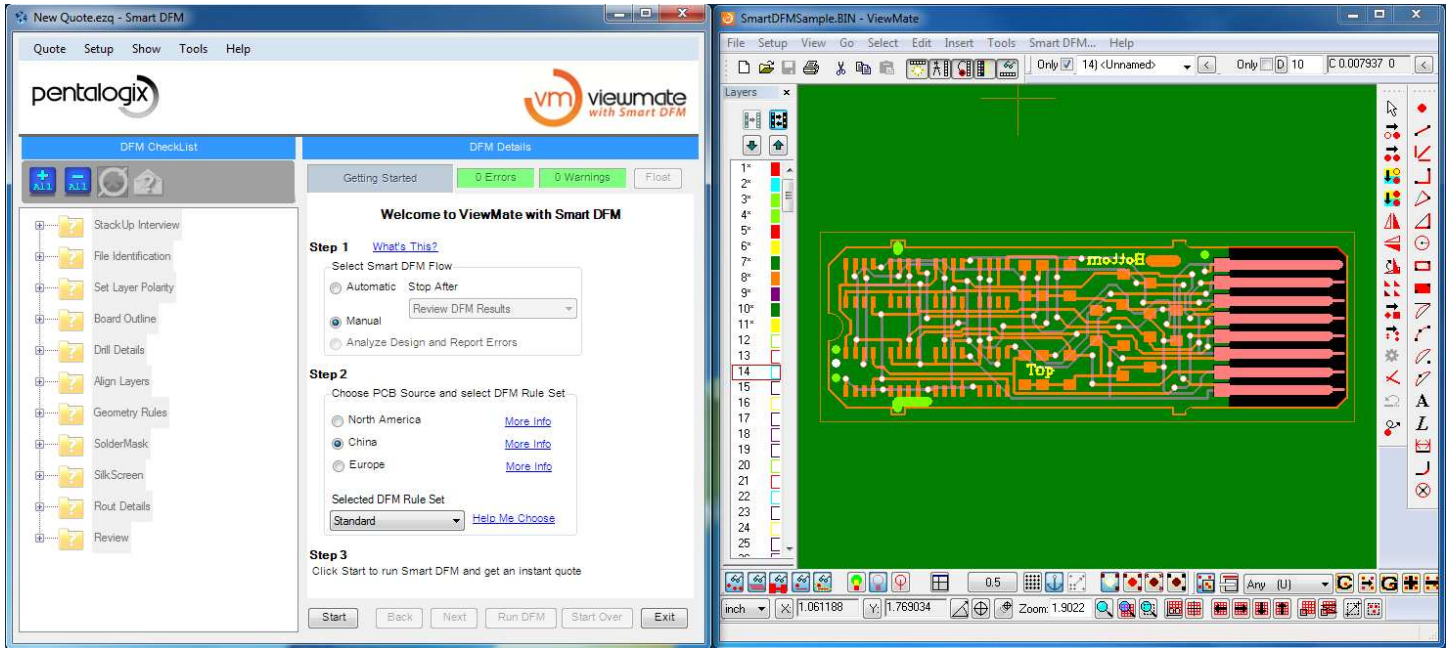 New Quote.ezq - Smart DFM
Quote Setup Show Tools Help
pentalogix
vm viewmate
with Smart DFM
DFM CheckList
DFM Details
+ All - All
Getting Started 0 Errors 0 Warnings Float
StackUp Interview
File Identification
Set Layer Polarity
Board Outline
Drill Details
Align Layers
Geometry Rules
SolderMask
SilkScreen
Rout Details
Review
Welcome to ViewMate with Smart DFM
Step 1 What's This?
Select Smart DFM Flow
Automatic Stop After
Review DFM Results
Manual
Analyze Design and Report Errors
Step 2
Choose PCB Source and select DFM Rule Set
North America More Info
China More Info
Europe More Info
Selected DFM Rule Set
Standard Help Me Choose
Step 3
Click Start to run Smart DFM and get an instant quote
Start Back Next Run DFM Start Over Exit
SmartDFMSample.BIN - ViewMate
File Setup View Go Select Edit Insert Tools Smart DFM... Help
Only 14) <Unnamed> < Only D 10 C 0.007937 0 <
Layers x
1*
2*
3*
4*
5*
6*
7*
8*
9*
10*
11*
12
13
14
15
16
17
18
19
20
21
22
23
24
25
Bottom
Top
A
L
0.5 Any (U)
inch X: 1.061188 Y: 1.769034 Zoom: 1.9022